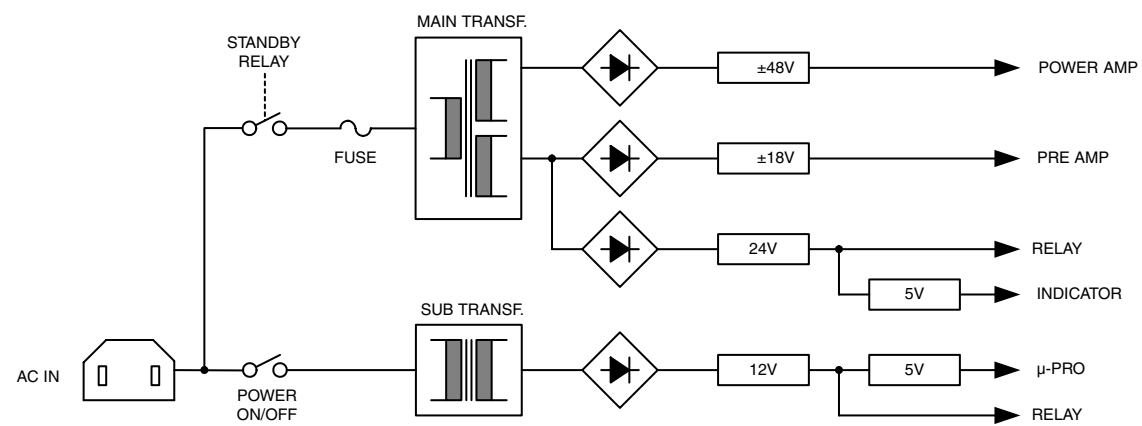 MAIN TRANSF.
STANDBY
RELAY
±48V
POWER AMP
FUSE
±18V
PRE AMP
24V
RELAY
5V
INDICATOR
SUB TRANSF.
AC IN
12V
5V
µ-PRO
POWER
ON/OFF
RELAY